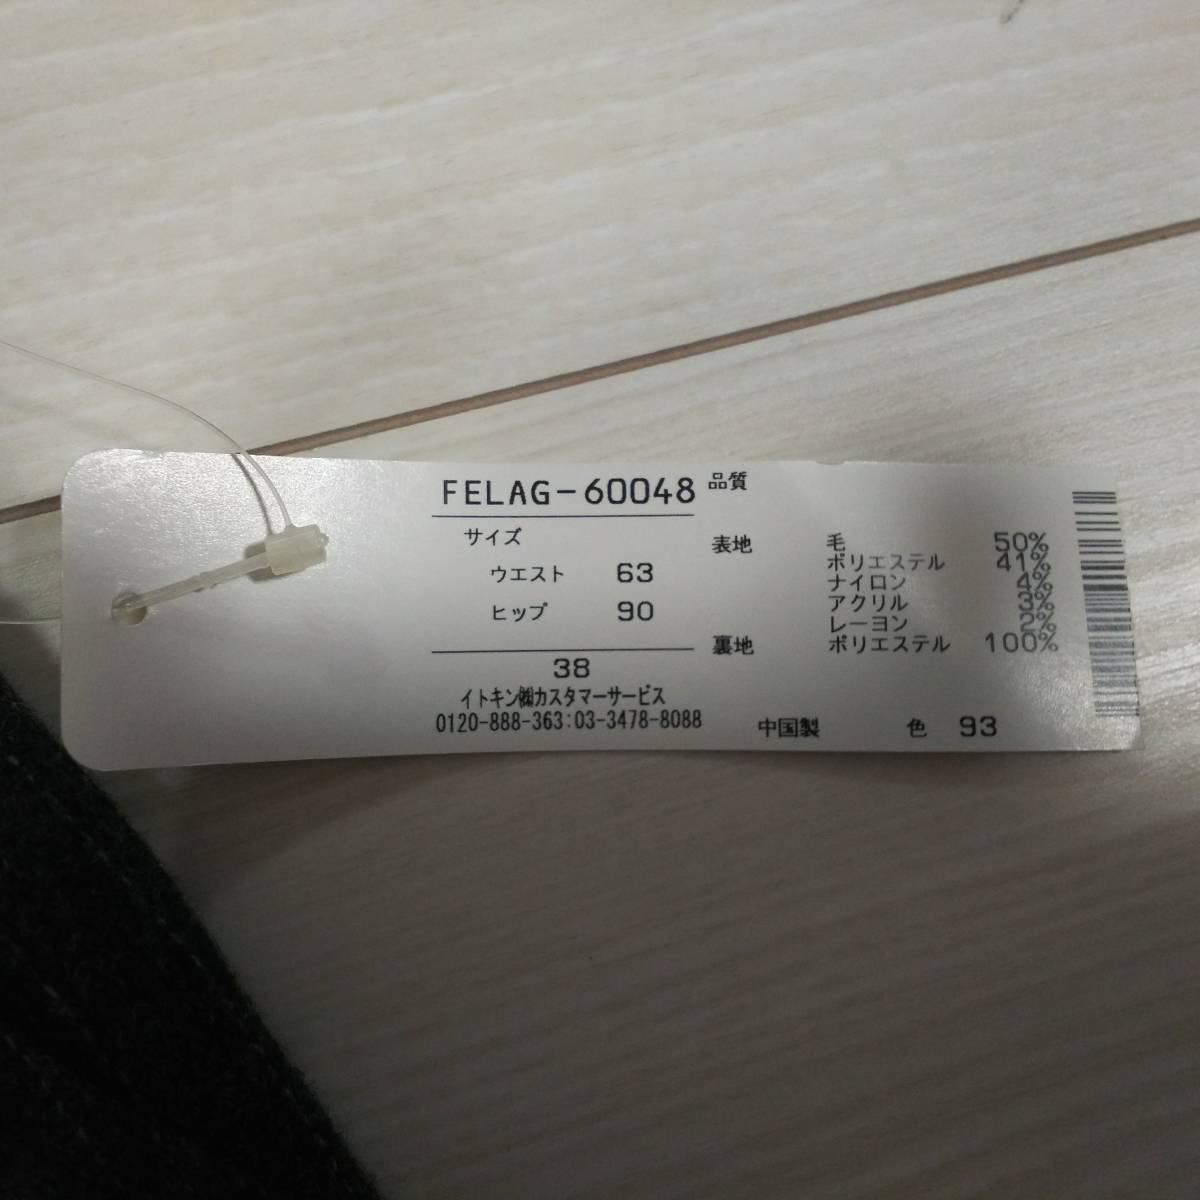 FELAG-60048
サイズ
ウエスト 63
ヒップ 90
38
イトキン㈱カスタマーサービス
0120-888-363:03-3478-8088
品質
表地 毛 50%
ポリエステル 41%
ナイロン 4%
アクリル 3%
レーヨン 2%
裏地 ポリエステル 100%
中国製 色 93